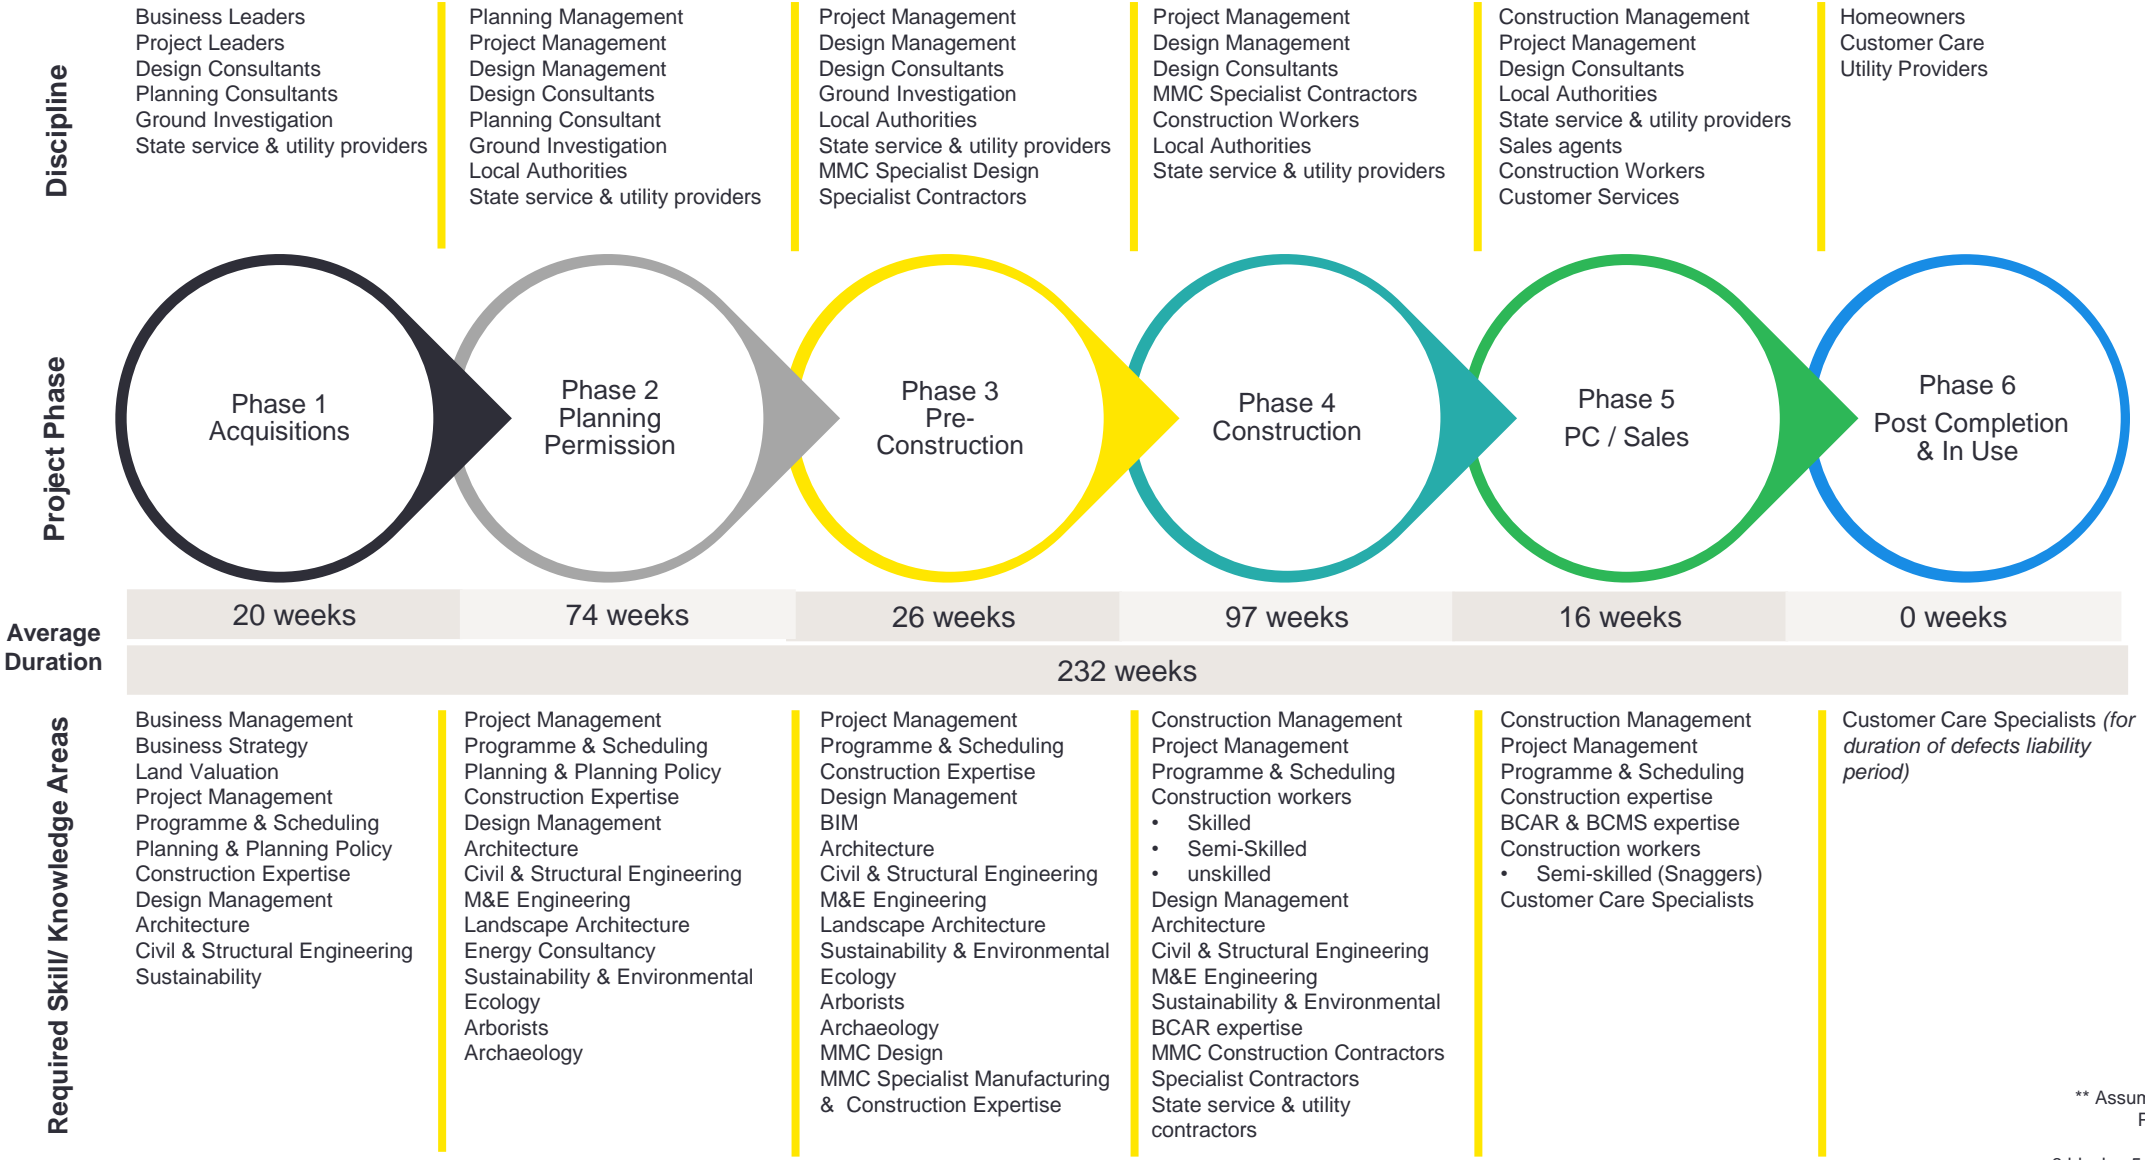 Discipline
Business Leaders
Project Leaders
Design Consultants
Planning Consultants
Ground Investigation
State service & utility providers
Planning Management
Project Management
Design Management
Design Consultants
Planning Consultant
Ground Investigation
Local Authorities
State service & utility providers
Project Management
Design Management
Design Consultants
Ground Investigation
Local Authorities
State service & utility providers
MMC Specialist Design
Specialist Contractors
Project Management
Design Management
Design Consultants
MMC Specialist Contractors
Construction Workers
Local Authorities
State service & utility providers
Construction Management
Project Management
Design Consultants
Local Authorities
State service & utility providers
Sales agents
Construction Workers
Customer Services
Homeowners
Customer Care
Utility Providers
Project Phase
Phase 1
Acquisitions
Phase 2
Planning
Permission
Phase 3
Pre-
Construction
Phase 4
Construction
Phase 5
PC / Sales
Phase 6
Post Completion
& In Use
Average
Duration
20 weeks
74 weeks
26 weeks
97 weeks
16 weeks
0 weeks
232 weeks
Required Skill/ Knowledge Areas
Business Management
Business Strategy
Land Valuation
Project Management
Programme & Scheduling
Planning & Planning Policy
Construction Expertise
Design Management
Architecture
Civil & Structural Engineering
Sustainability
Project Management
Programme & Scheduling
Planning & Planning Policy
Construction Expertise
Design Management
Architecture
Civil & Structural Engineering
M&E Engineering
Landscape Architecture
Energy Consultancy
Sustainability & Environmental
Ecology
Arborists
Archaeology
Project Management
Programme & Scheduling
Construction Expertise
Design Management
BIM
Architecture
Civil & Structural Engineering
M&E Engineering
Landscape Architecture
Sustainability & Environmental
Ecology
Arborists
Archaeology
MMC Design
MMC Specialist Manufacturing
& Construction Expertise
Construction Management
Project Management
Programme & Scheduling
Construction workers
• Skilled
• Semi-Skilled
• unskilled
Design Management
Architecture
Civil & Structural Engineering
M&E Engineering
Sustainability & Environmental
BCAR expertise
MMC Construction Contractors
Specialist Contractors
State service & utility
contractors
Construction Management
Project Management
Programme & Scheduling
Construction expertise
BCAR & BCMS expertise
Construction workers
• Semi-skilled (Snaggers)
Customer Care Specialists
Customer Care Specialists (for
duration of defects liability
period)
** Assum